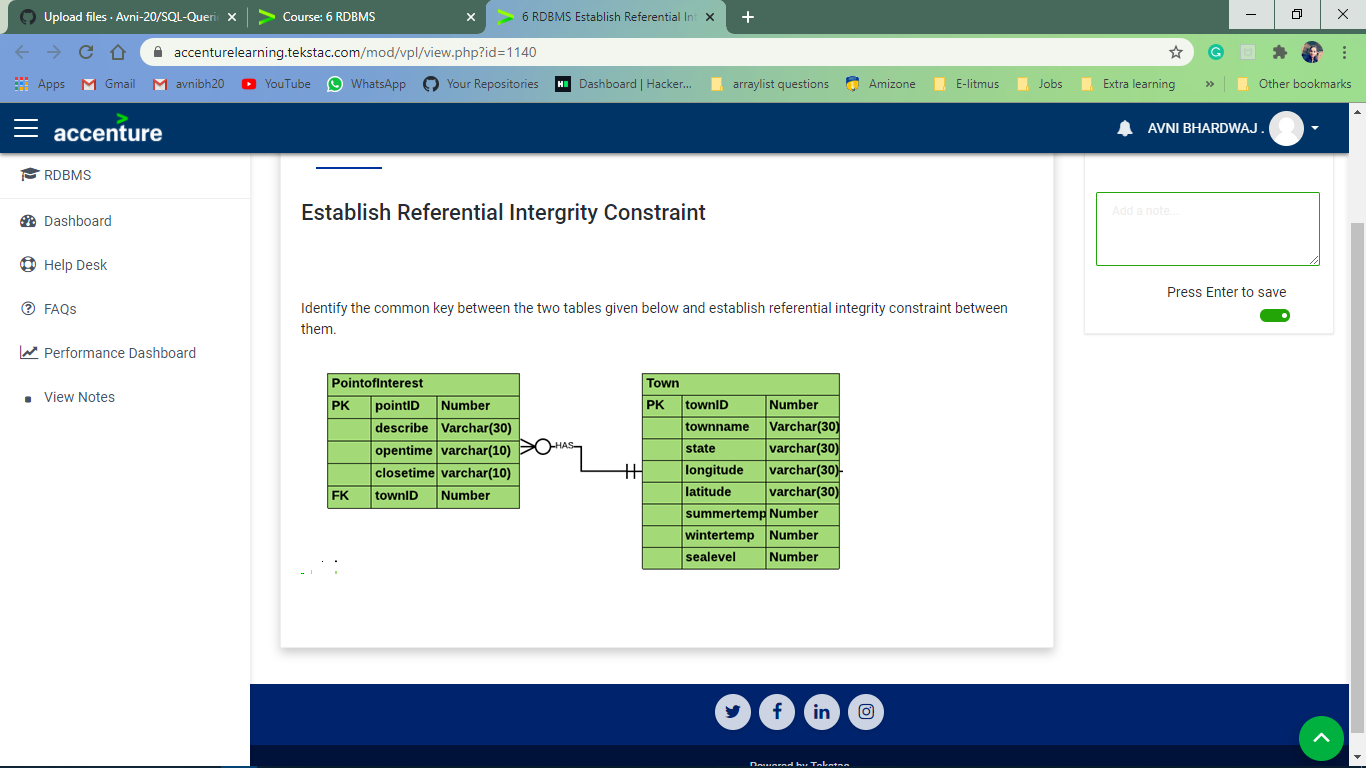 Upload files · Avni-20/SQL-Queri
Course: 6 RDBMS
6 RDBMS Establish Referential Int
accenturelearning.tekstac.com/mod/vpl/view.php?id=1140
Apps
Gmail
avnibh20
YouTube
WhatsApp
Your Repositories
Dashboard | Hacker...
arraylist questions
Amizone
E-litmus
Jobs
Extra learning
»
Other bookmarks
accenture
AVNI BHARDWAJ .
RDBMS
Dashboard
Help Desk
FAQs
Performance Dashboard
View Notes
Establish Referential Intergrity Constraint
Identify the common key between the two tables given below and establish referential integrity constraint between
them.
PointofInterest
PK pointID Number
describe Varchar(30)
opentime varchar(10)
closetime varchar(10)
FK townID Number
HAS
Town
PK townID Number
townname Varchar(30)
state varchar(30)
longitude varchar(30)
latitude varchar(30)
summertemp Number
wintertemp Number
sealevel Number
Add a note...
Press Enter to save
Powered by Tekstac